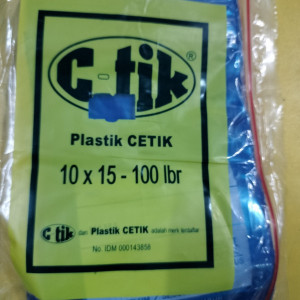 C-tik ®
Plastik CETIK
10 x 15 - 100 lbr
C-tik dan Plastik CETIK adalah merk terdaftar
No. IDM 000143858